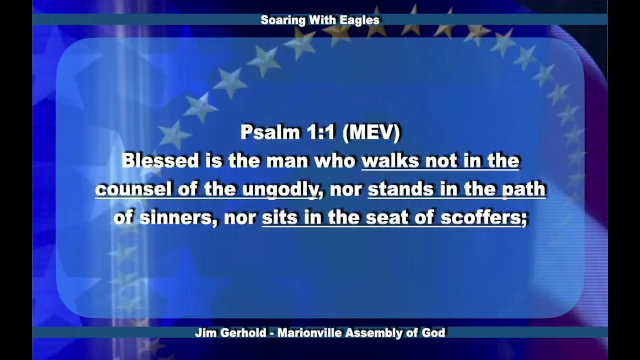 Soaring With Eagles
Psalm 1:1 (MEV)
Blessed is the man who walks not in the
counsel of the ungodly, nor stands in the path
of sinners, nor sits in the seat of scoffers;
Jim Gerhold - Marionville Assembly of God